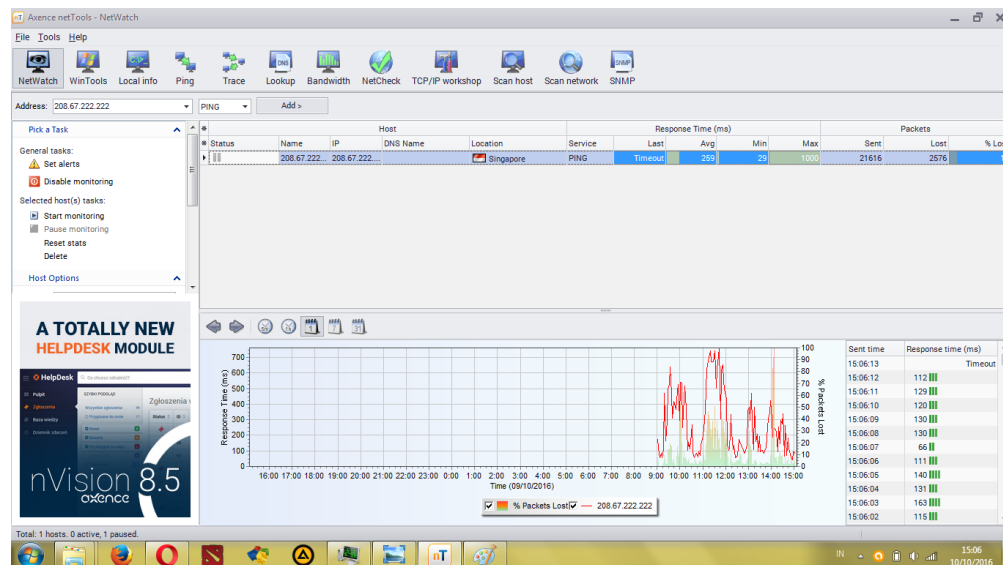 Axence netTools - NetWatch
File Tools Help
NetWatch WinTools Local info Ping Trace Lookup Bandwidth NetCheck TCP/IP workshop Scan host Scan network SNMP
Address: 208.67.222.222 PING Add >
Pick a Task
General tasks:
Set alerts
Disable monitoring
Selected host(s) tasks:
Start monitoring
Pause monitoring
Reset stats
Delete
Host Options
Host Response Time (ms) Packets
Status Name IP DNS Name Location Service Last Avg Min Max Sent Lost % Los
208.67.222... 208.67.222.... Singapore PING Timeout 259 29 1000 21616 2576 1
A TOTALLY NEW
HELPDESK MODULE
HelpDesk
SZYBKI PODGLĄD
Pulpit
Zgłoszenia
Baza wiedzy
Dziennik zdarzeń
Zgłoszenia
nVision 8.5
axence
Response Time (ms)
700
600
500
400
300
200
100
0
100
90
80
70
60
50
40
30
20
10
0
% Packets Lost
16:00 17:00 18:00 19:00 20:00 21:00 22:00 23:00 0:00 1:00 2:00 3:00 4:00 5:00 6:00 7:00 8:00 9:00 10:00 11:00 12:00 13:00 14:00 15:00
Time (09/10/2016)
% Packets Lost 208.67.222.222
Sent time Response time (ms)
15:06:13 Timeout
15:06:12 112
15:06:11 129
15:06:10 120
15:06:09 130
15:06:08 130
15:06:07 66
15:06:06 111
15:06:05 140
15:06:04 131
15:06:03 163
15:06:02 115
Total: 1 hosts. 0 active, 1 paused.
IN
15:06
10/10/2016